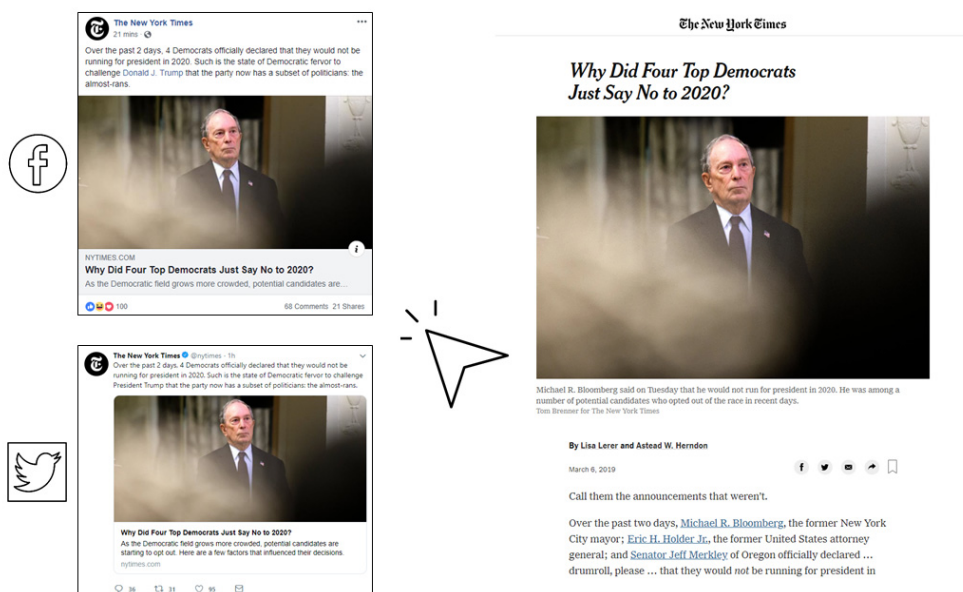 The New York Times
21 mins ·
Over the past 2 days, 4 Democrats officially declared that they would not be
running for president in 2020. Such is the state of Democratic fervor to
challenge Donald J. Trump that the party now has a subset of politicians: the
almost-rans.
NYTIMES.COM
Why Did Four Top Democrats Just Say No to 2020?
As the Democratic field grows more crowded, potential candidates are...
100
68 Comments 21 Shares
The New York Times @nytimes · 1h
Over the past 2 days, 4 Democrats officially declared that they would not be
running for president in 2020. Such is the state of Democratic fervor to challenge
President Trump that the party now has a subset of politicians: the almost-rans.
Why Did Four Top Democrats Just Say No to 2020?
As the Democratic field grows more crowded, potential candidates are
starting to opt out. Here are a few factors that influenced their decisions.
nytimes.com
36 31 95
The New York Times
Why Did Four Top Democrats
Just Say No to 2020?
Michael R. Bloomberg said on Tuesday that he would not run for president in 2020. He was among a
number of potential candidates who opted out of the race in recent days.
Tom Brenner for The New York Times
By Lisa Lerer and Astead W. Herndon
March 6, 2019
Call them the announcements that weren't.
Over the past two days, Michael R. Bloomberg, the former New York
City mayor; Eric H. Holder Jr., the former United States attorney
general; and Senator Jeff Merkley of Oregon officially declared ...
drumroll, please ... that they would not be running for president in